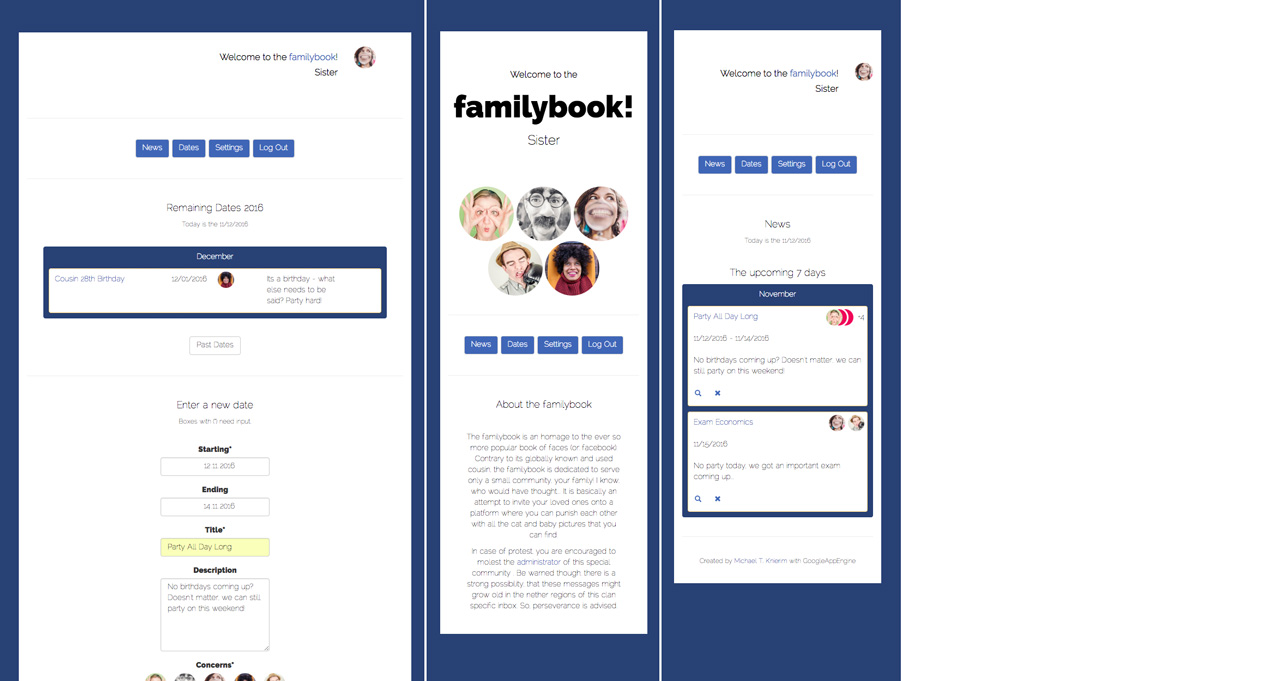 Welcome to the familybook!
Sister
News
Dates
Settings
Log Out
Remaining Dates 2016
Today is the 11/12/2016
December
Cousin 28th Birthday
12/01/2016
Its a birthday - what
else needs to be
said? Party hard!
Past Dates
Enter a new date
Boxes with (*) need input
Starting*
12.11.2016
Ending
14.11.2016
Title*
Party All Day Long
Description
No birthdays coming up?
Doesn't matter, we can still
party on this weekend!
Concerns*
Welcome to the
familybook!
Sister
News
Dates
Settings
Log Out
About the familybook
The familybook is an homage to the ever so
more popular book of faces (or facebook).
Contrary to its globally known and used
cousin, the familybook is dedicated to serve
only a small community: your family! I know,
who would have thought... It is basically an
attempt to invite your loved ones onto a
platform where you can punish each other
with all the cat and baby pictures that you
can find.
In case of protest, you are encouraged to
molest the administrator of this special
community. Be warned though: there is a
strong possiblity, that these messages might
grow old in the nether regions of this clan
specific inbox. So, perseverance is advised.
Welcome to the familybook!
Sister
News
Dates
Settings
Log Out
News
Today is the 11/12/2016
The upcoming 7 days
November
Party All Day Long
+4
11/12/2016 - 11/14/2016
No birthdays coming up? Doesn't matter, we can
still party on this weekend!
Exam Economics
11/15/2016
No party today, we got an important exam
coming up...
Created by Michael T. Knierim with GoogleAppEngine